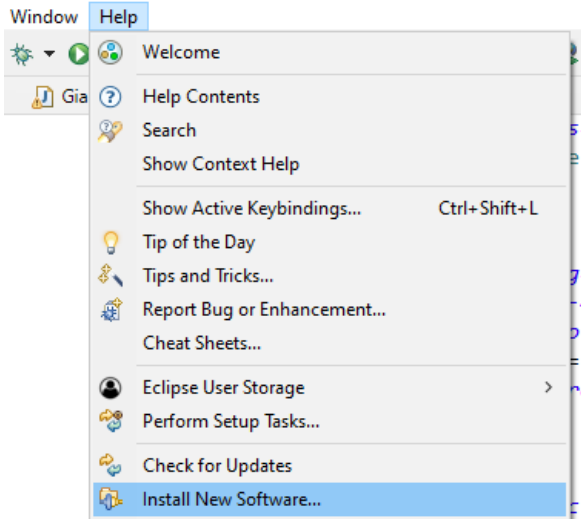 Window Help
Gia
Welcome
Help Contents
Search
Show Context Help
Show Active Keybindings... Ctrl+Shift+L
Tip of the Day
Tips and Tricks...
Report Bug or Enhancement...
Cheat Sheets...
Eclipse User Storage
Perform Setup Tasks...
Check for Updates
Install New Software...